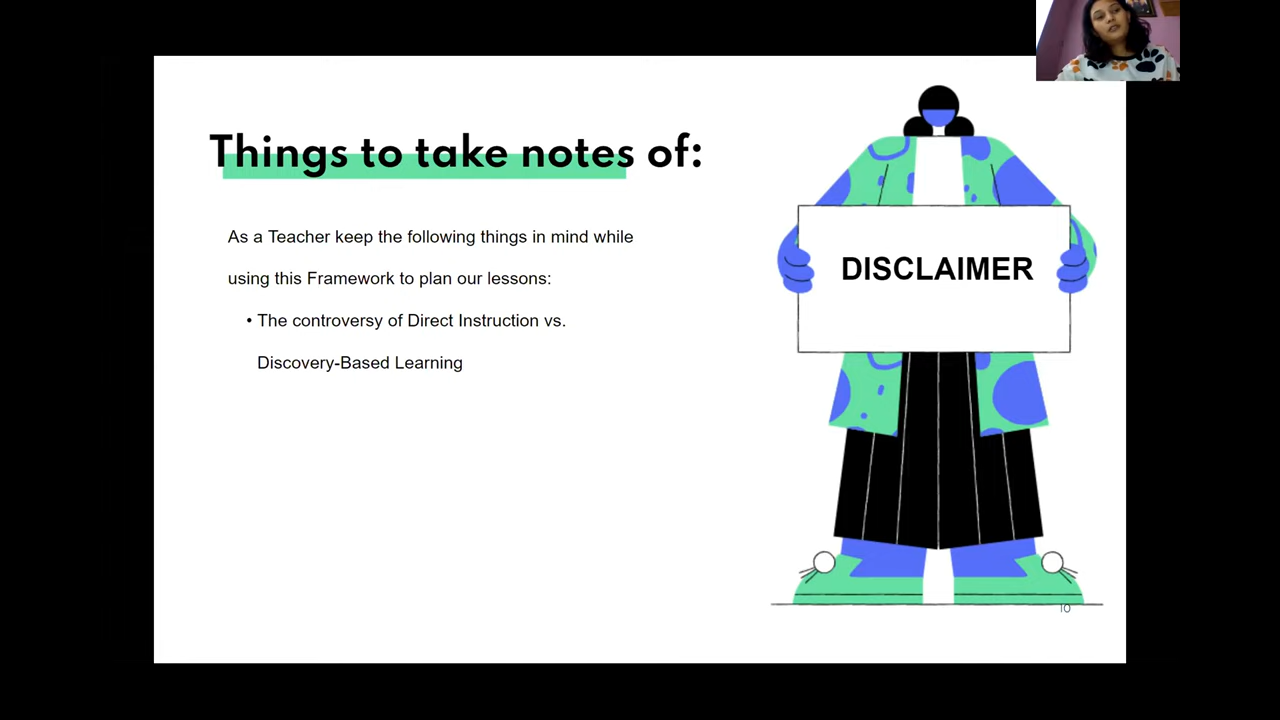 Things to take notes of:
As a Teacher keep the following things in mind while
using this Framework to plan our lessons:
• The controversy of Direct Instruction vs.
Discovery-Based Learning
DISCLAIMER
10